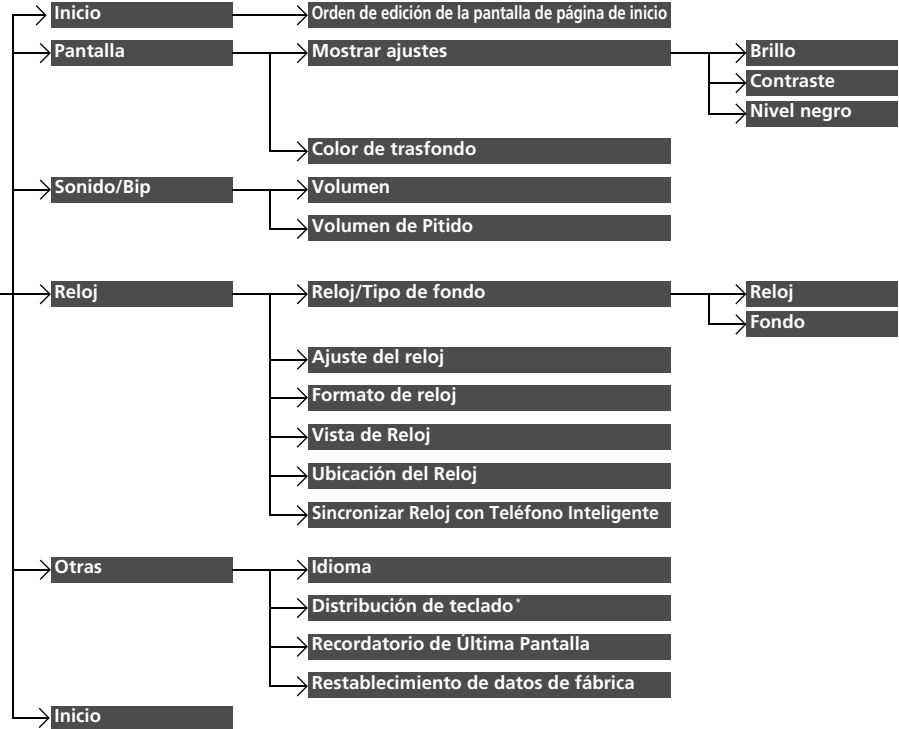 Inicio
Orden de edición de la pantalla de página de inicio
Pantalla
Mostrar ajustes
Brillo
Contraste
Nivel negro
Color de trasfondo
Sonido/Bip
Volumen
Volumen de Pitido
Reloj
Reloj/Tipo de fondo
Reloj
Fondo
Ajuste del reloj
Formato de reloj
Vista de Reloj
Ubicación del Reloj
Sincronizar Reloj con Teléfono Inteligente
Otras
Idioma
Distribución de teclado*
Recordatorio de Última Pantalla
Restablecimiento de datos de fábrica
Inicio